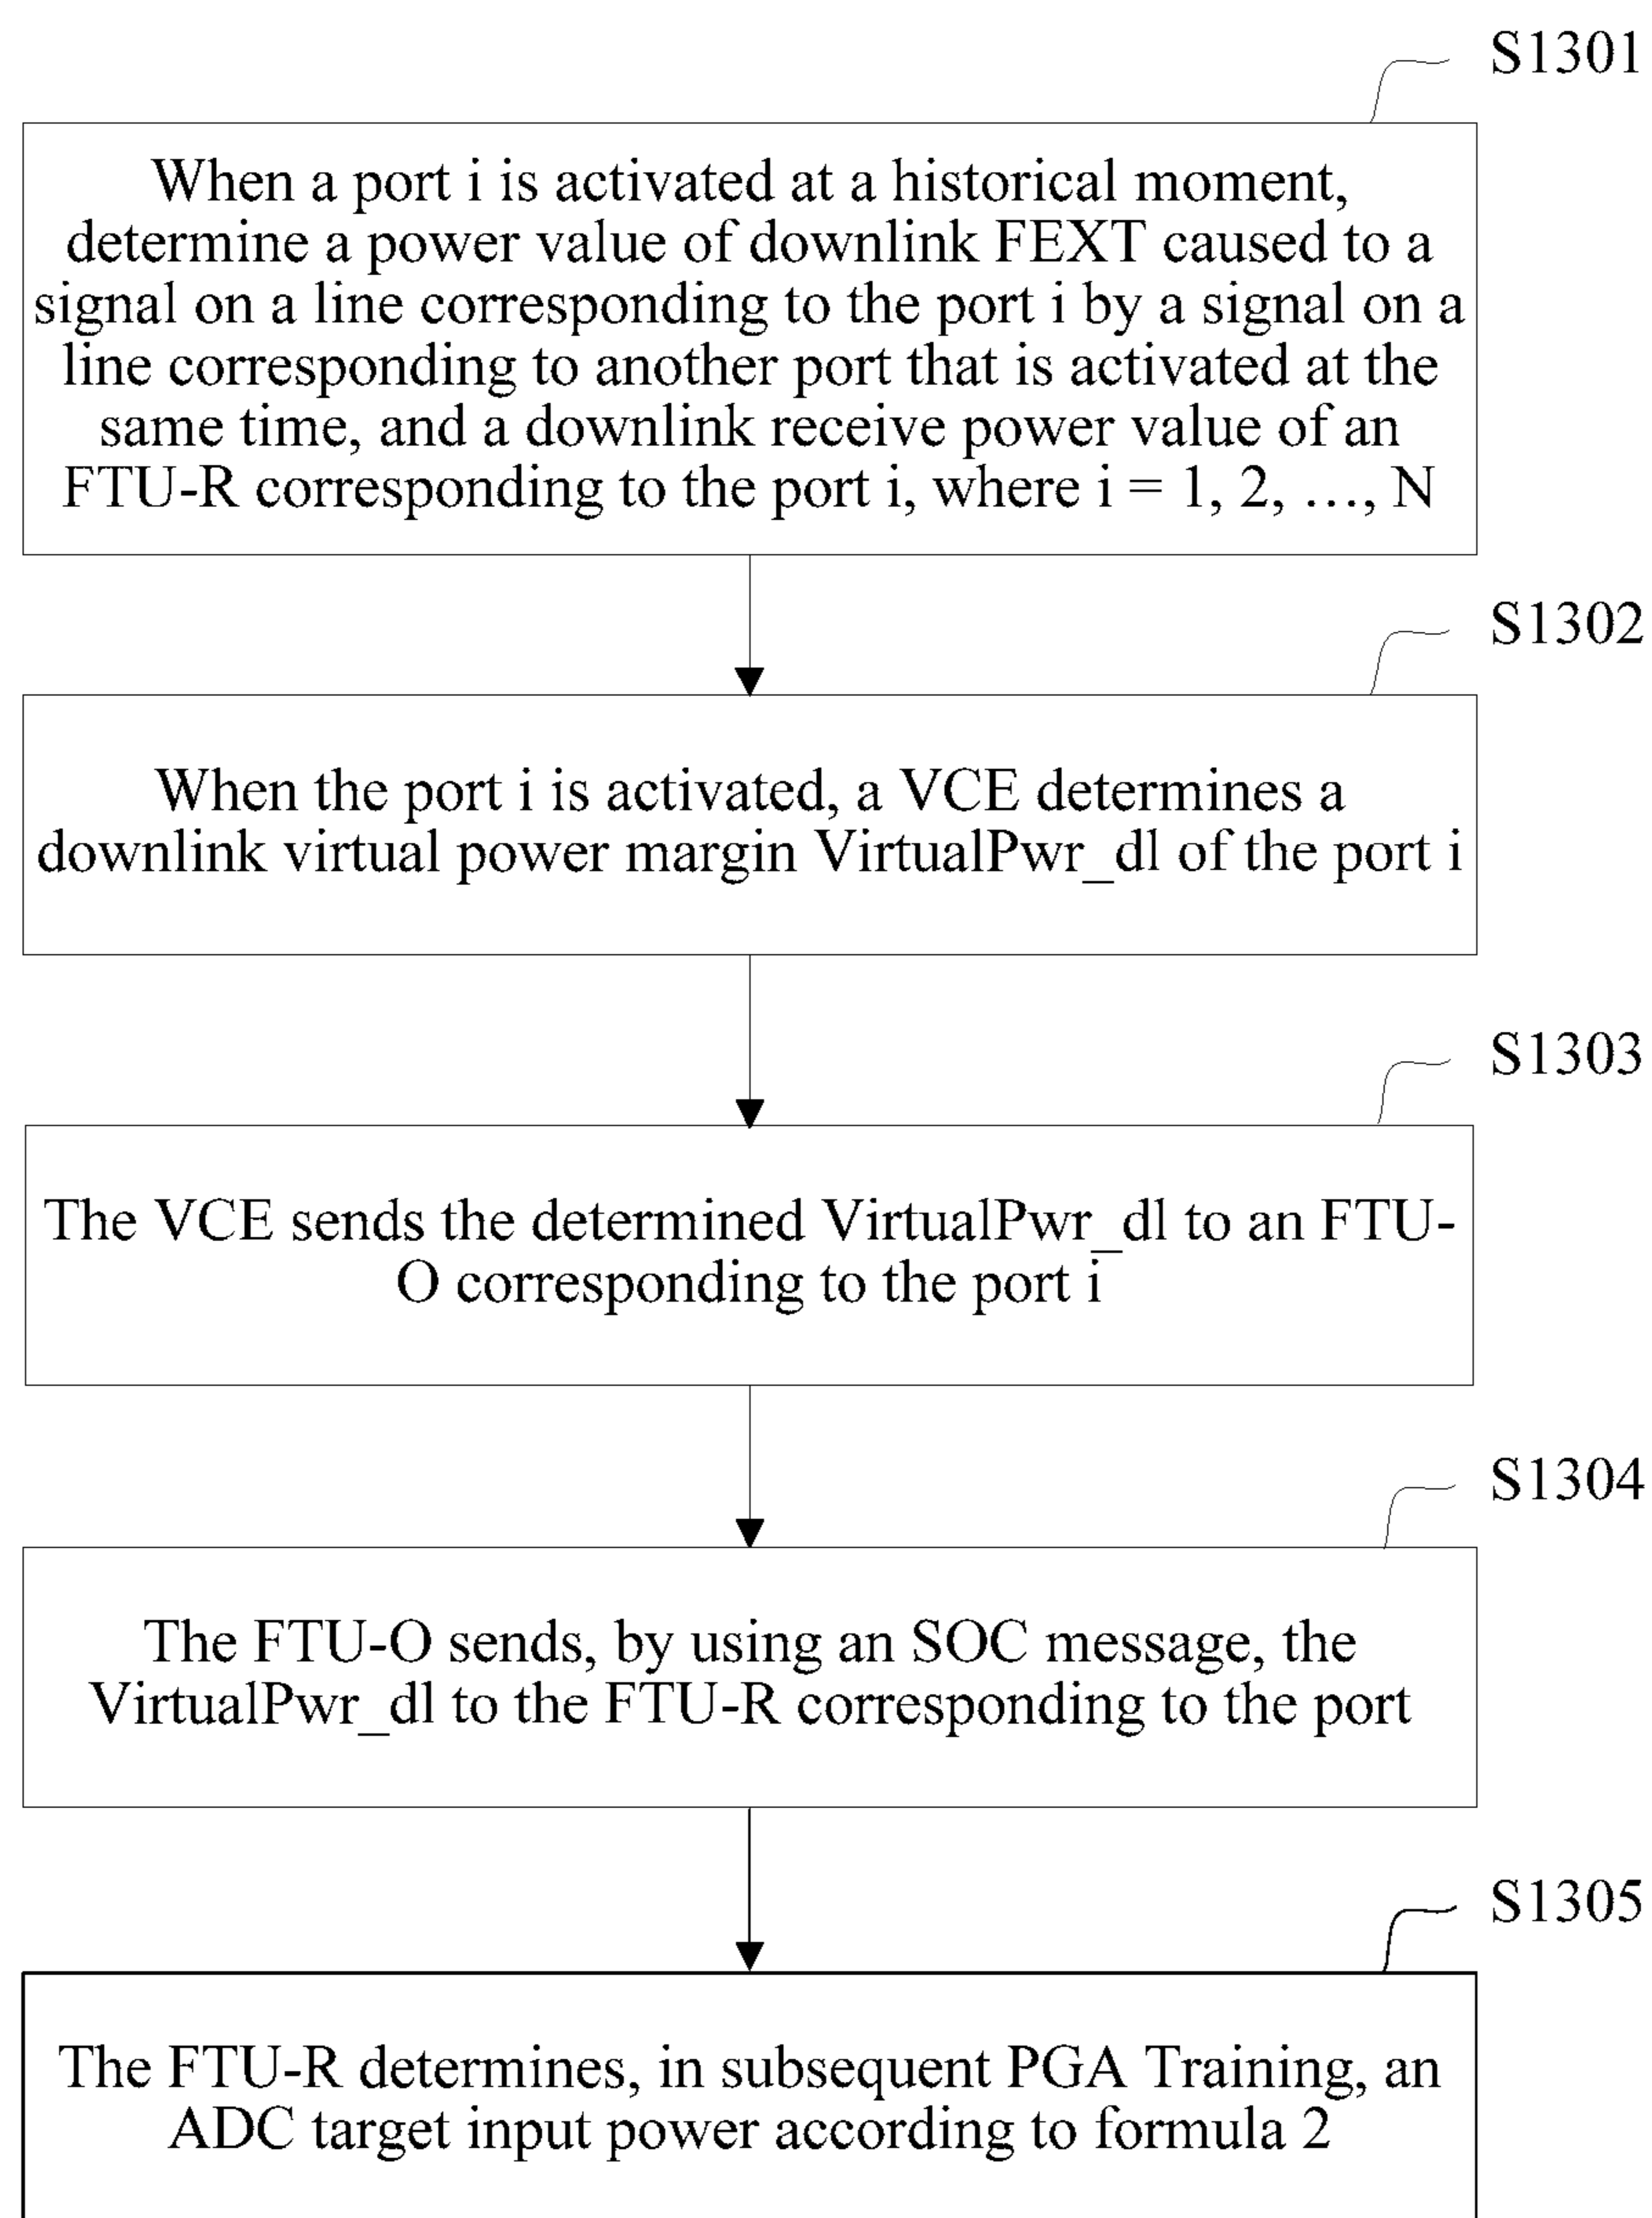 S1301
When a port i is activated at a historical moment,
determine a power value of downlink FEXT caused to a
signal on a line corresponding to the port i by a signal on a
line corresponding to another port that is activated at the
same time, and a downlink receive power value of an
FTU-R corresponding to the port i, where i = 1, 2, …, N
S1302
When the port i is activated, a VCE determines a
downlink virtual power margin VirtualPwr_dl of the port i
S1303
The VCE sends the determined VirtualPwr_dl to an FTU-
O corresponding to the port i
S1304
The FTU-O sends, by using an SOC message, the
VirtualPwr_dl to the FTU-R corresponding to the port
S1305
The FTU-R determines, in subsequent PGA Training, an
ADC target input power according to formula 2